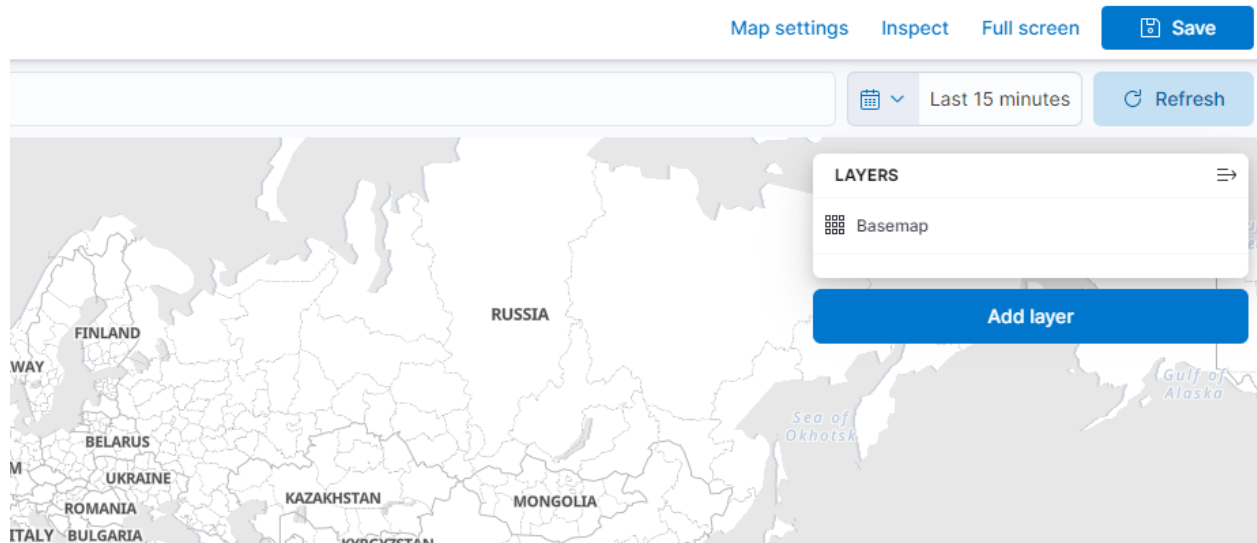 Map settings Inspect Full screen Save
Last 15 minutes Refresh
LAYERS
Basemap
Add layer
RUSSIA
FINLAND
WAY
Gulf of
Alaska
Sea of
Okhotsk
BELARUS
M
UKRAINE
KAZAKHSTAN
MONGOLIA
ROMANIA
ITALY BULGARIA
KYRGYZSTAN